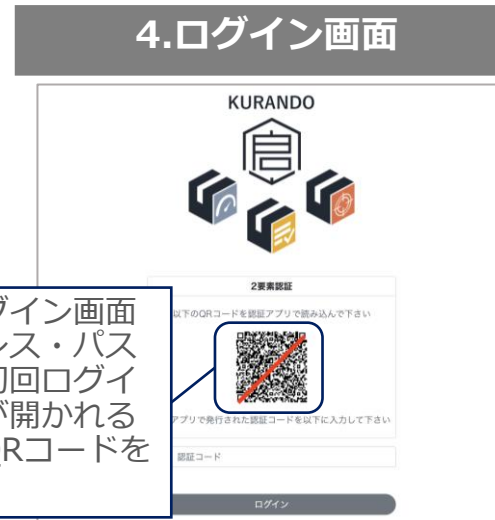 4.ログイン画面
KURANDO
2要素認証
以下のQRコードを認証アプリで読み込んで下さい
アプリで発行された認証コードを以下に入力して下さい
認証コード
ログイン
グイン画面
レス・パス
初回ログイ
が開かれる
QRコードを